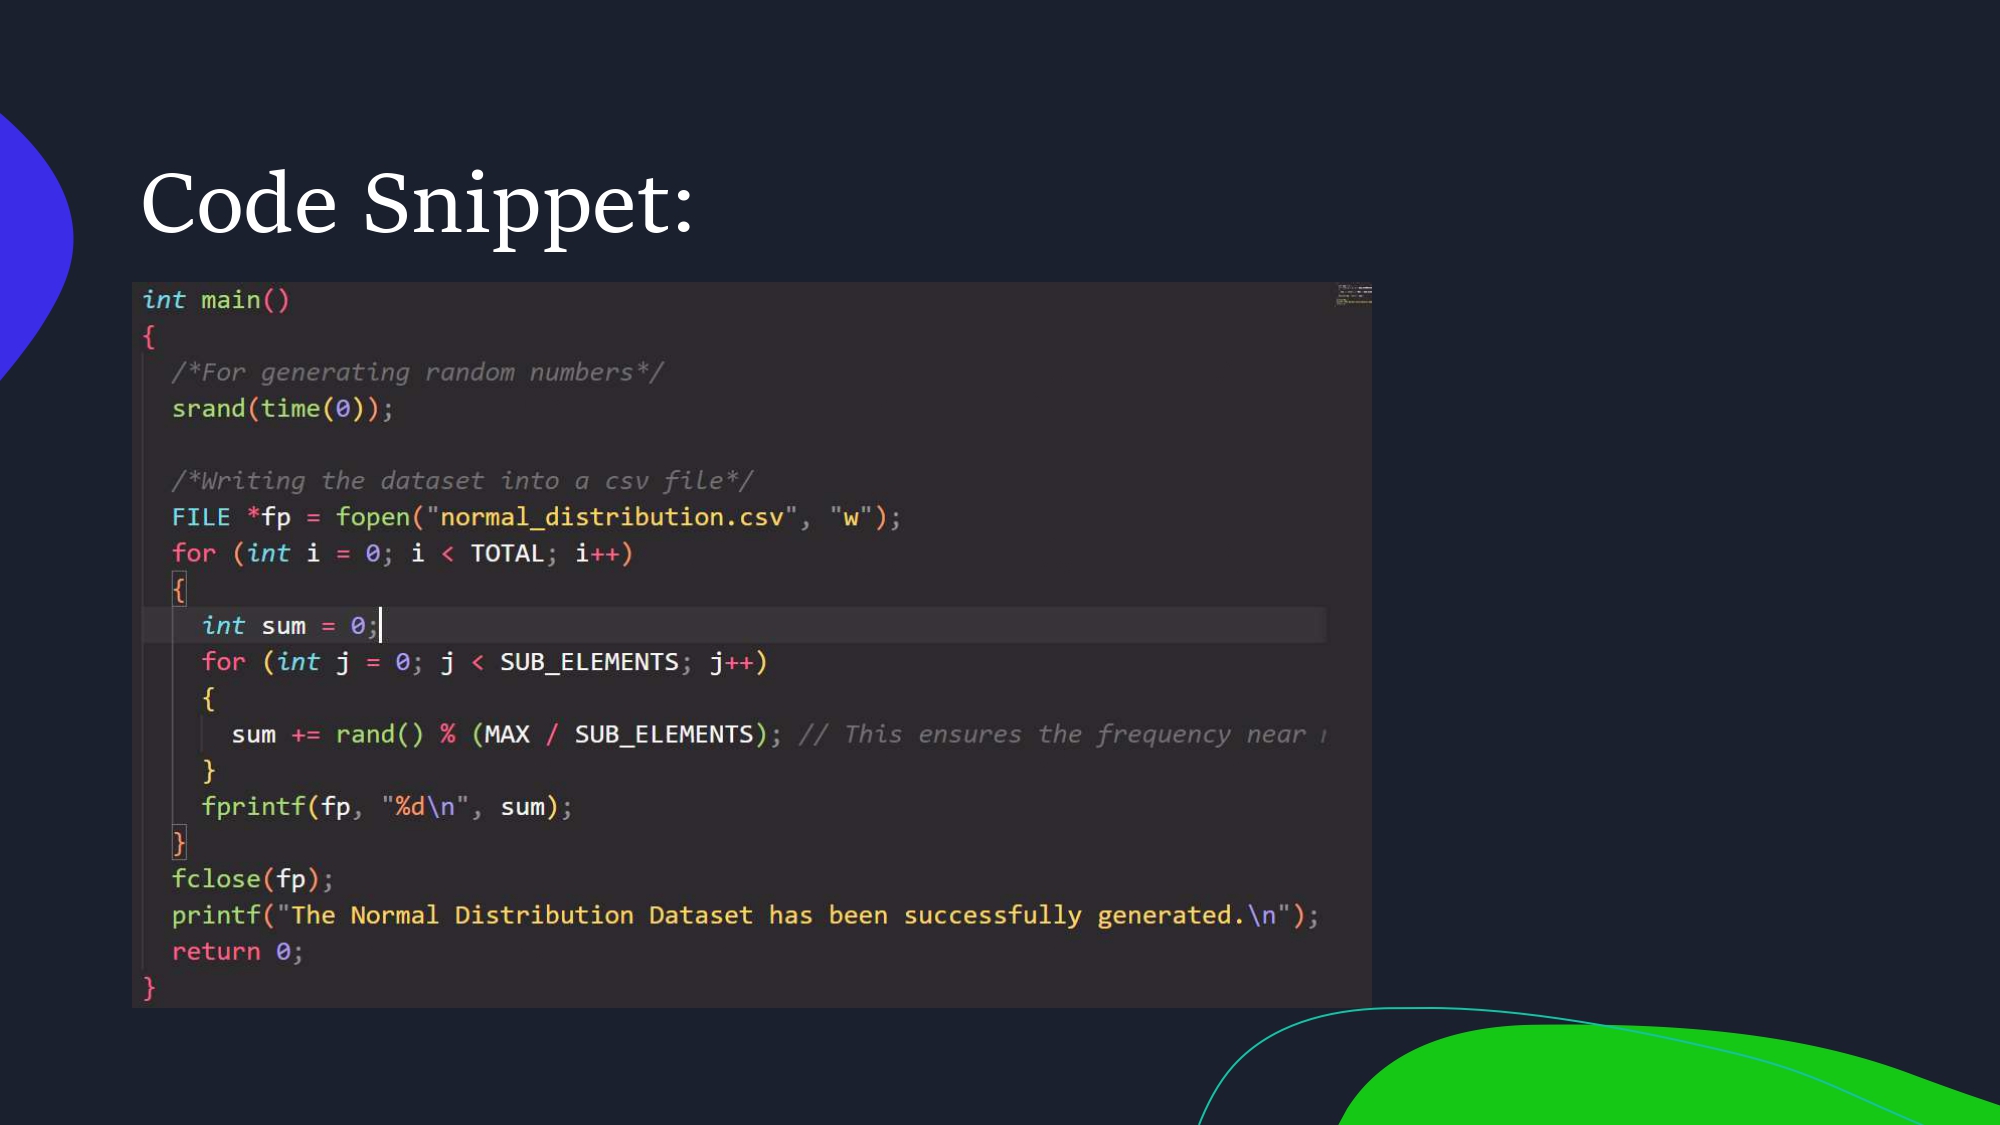 Code Snippet:
int main()
{
/*For generating random numbers*/
srand(time(0));
/*Writing the dataset into a csv file*/
FILE *fp = fopen("normal_distribution.csv", "w");
for (int i = 0; i < TOTAL; i++)
{
int sum = 0;
for (int j = 0; j < SUB_ELEMENTS; j++)
{
sum += rand() % (MAX / SUB_ELEMENTS); // This ensures the frequency near
}
fprintf(fp, "%d\n", sum);
}
fclose(fp);
printf("The Normal Distribution Dataset has been successfully generated.\n");
return 0;
}